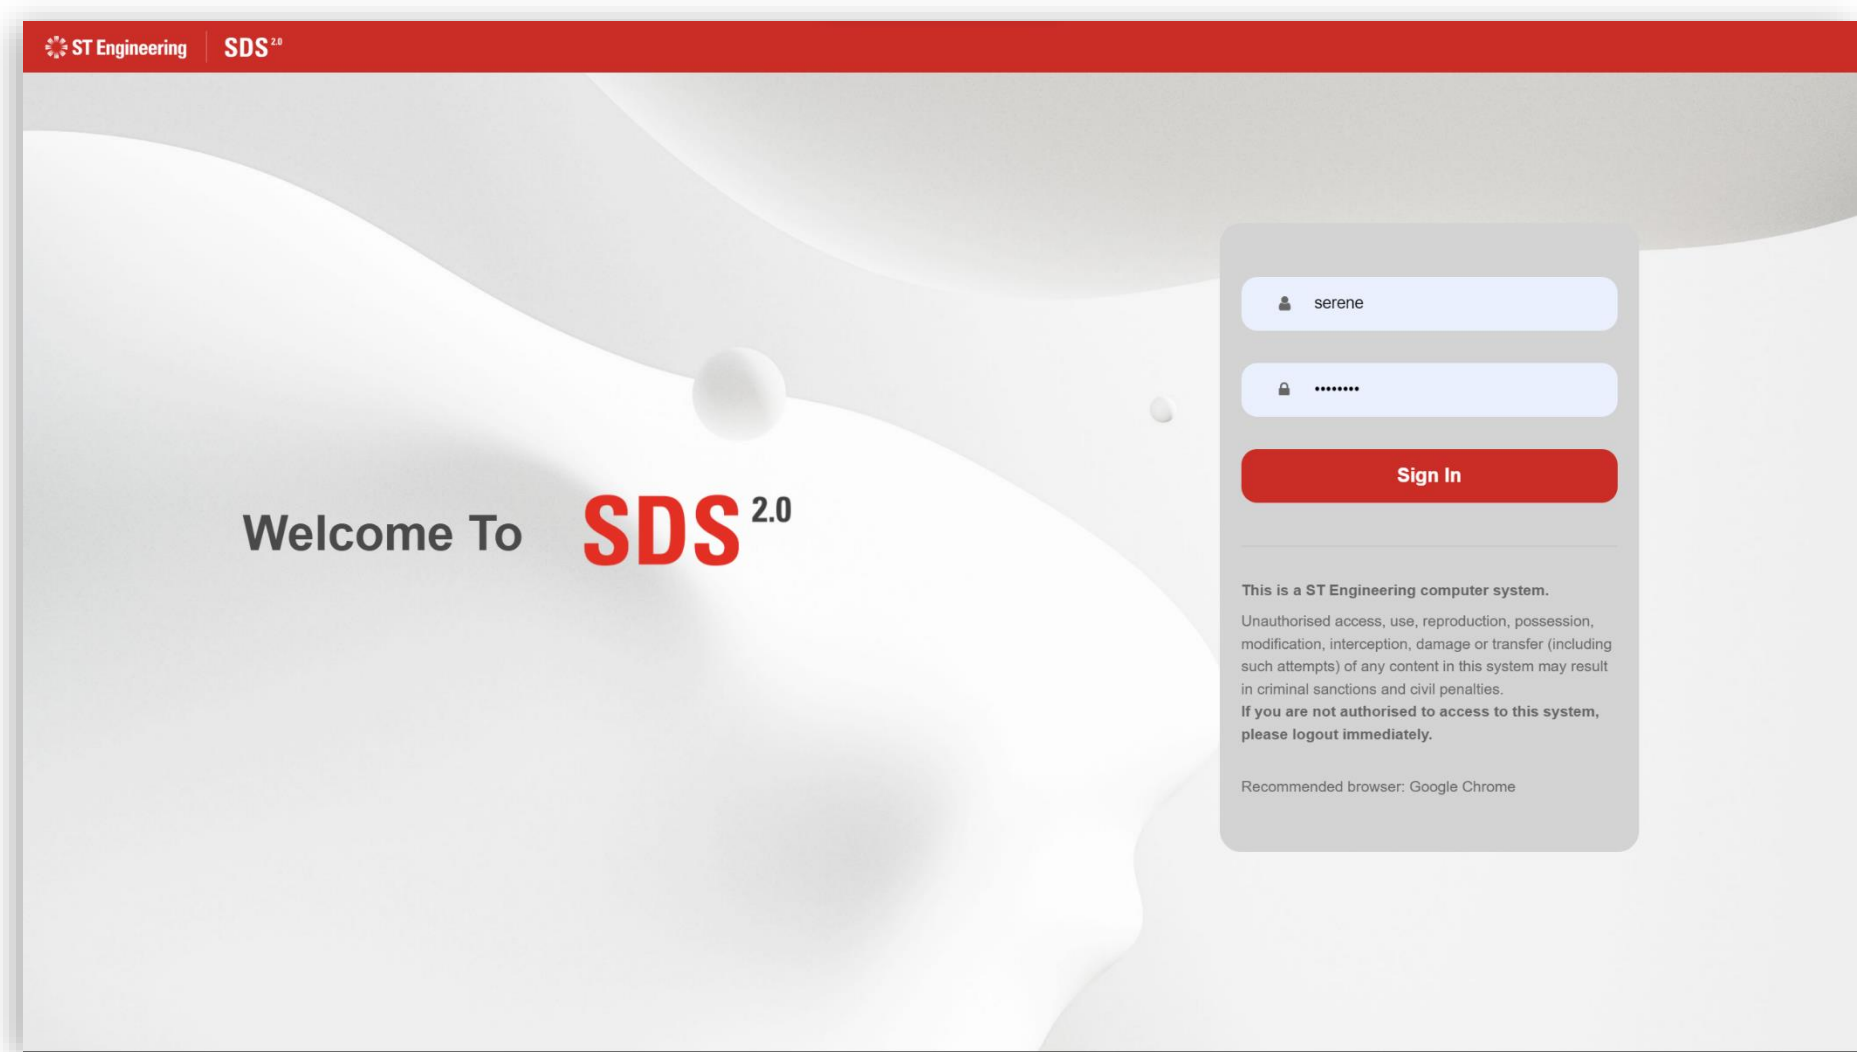 ST Engineering SDS 2.0
serene
••••••••
Sign In
Welcome To SDS 2.0
This is a ST Engineering computer system.
Unauthorised access, use, reproduction, possession,
modification, interception, damage or transfer (including
such attempts) of any content in this system may result
in criminal sanctions and civil penalties.
If you are not authorised to access to this system,
please logout immediately.
Recommended browser: Google Chrome